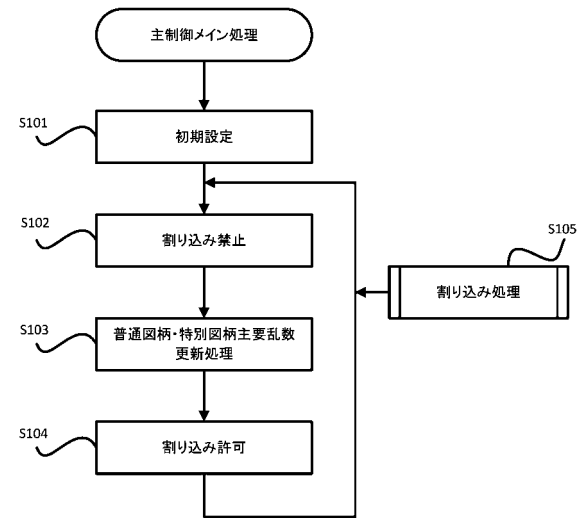 主制御メイン処理
S101
初期設定
S102
割り込み禁止
S105
割り込み処理
S103
普通図柄・特別図柄主要乱数
更新処理
S104
割り込み許可